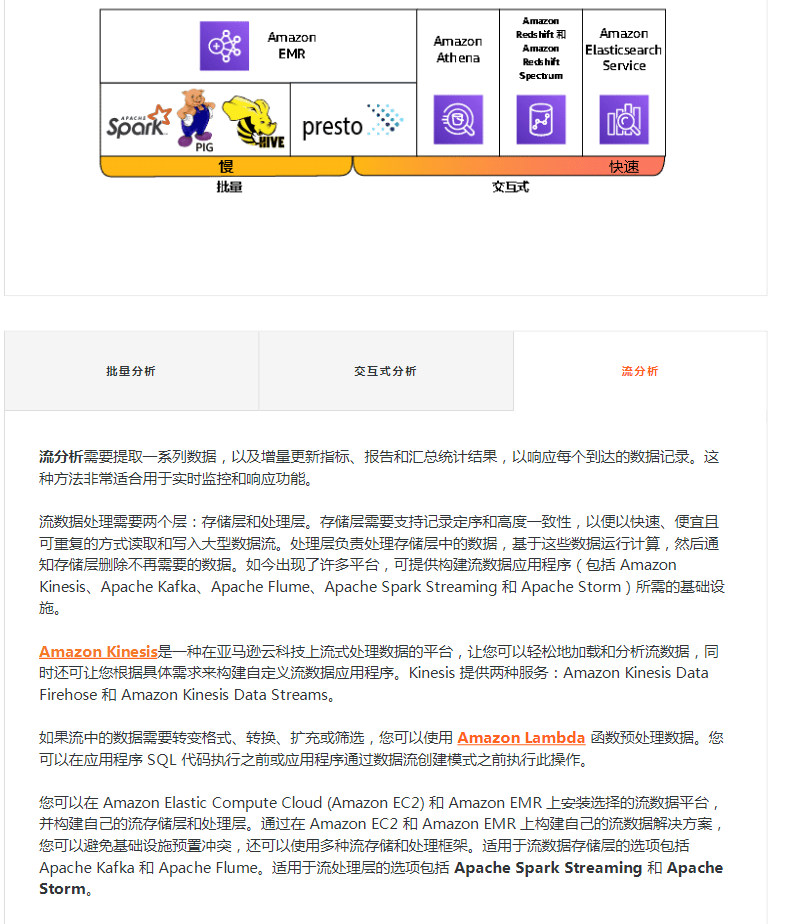 Amazon
EMR
Amazon
Athena
Amazon
Redshift 和
Amazon
Redshift
Spectrum
Amazon
Elasticsearch
Service
APACHE
Spark
PIG
HIVE
presto
慢
快速
批量
交互式
批量分析
交互式分析
流分析
流分析需要提取一系列数据，以及增量更新指标、报告和汇总统计结果，以响应每个到达的数据记录。这
种方法非常适合用于实时监控和响应功能。
流数据处理需要两个层：存储层和处理层。存储层需要支持记录定序和高度一致性，以便以快速、便宜且
可重复的方式读取和写入大型数据流。处理层负责处理存储层中的数据，基于这些数据运行计算，然后通
知存储层删除不再需要的数据。如今出现了许多平台，可提供构建流数据应用程序（包括 Amazon
Kinesis、Apache Kafka、Apache Flume、Apache Spark Streaming 和 Apache Storm）所需的基础设
施。
Amazon Kinesis是一种在亚马逊云科技上流式处理数据的平台，让您可以轻松地加载和分析流数据，同
时还可让您根据具体需求来构建自定义流数据应用程序。Kinesis 提供两种服务：Amazon Kinesis Data
Firehose 和 Amazon Kinesis Data Streams。
如果流中的数据需要转变格式、转换、扩充或筛选，您可以使用 Amazon Lambda 函数预处理数据。您
可以在应用程序 SQL 代码执行之前或应用程序通过数据流创建模式之前执行此操作。
您可以在 Amazon Elastic Compute Cloud (Amazon EC2) 和 Amazon EMR 上安装选择的流数据平台，
并构建自己的流存储层和处理层。通过在 Amazon EC2 和 Amazon EMR 上构建自己的流数据解决方案，
您可以避免基础设施预置冲突，还可以使用多种流存储和处理框架。适用于流数据存储层的选项包括
Apache Kafka 和 Apache Flume。适用于流处理层的选项包括 Apache Spark Streaming 和 Apache
Storm。